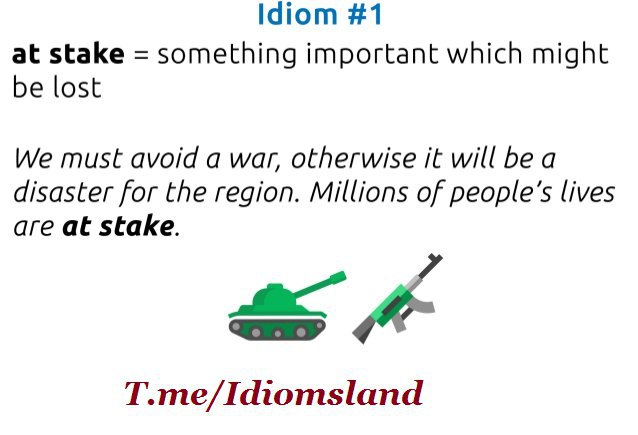 Idiom #1
at stake = something important which might
be lost
We must avoid a war, otherwise it will be a
disaster for the region. Millions of people’s lives
are at stake.
T.me/Idiomsland